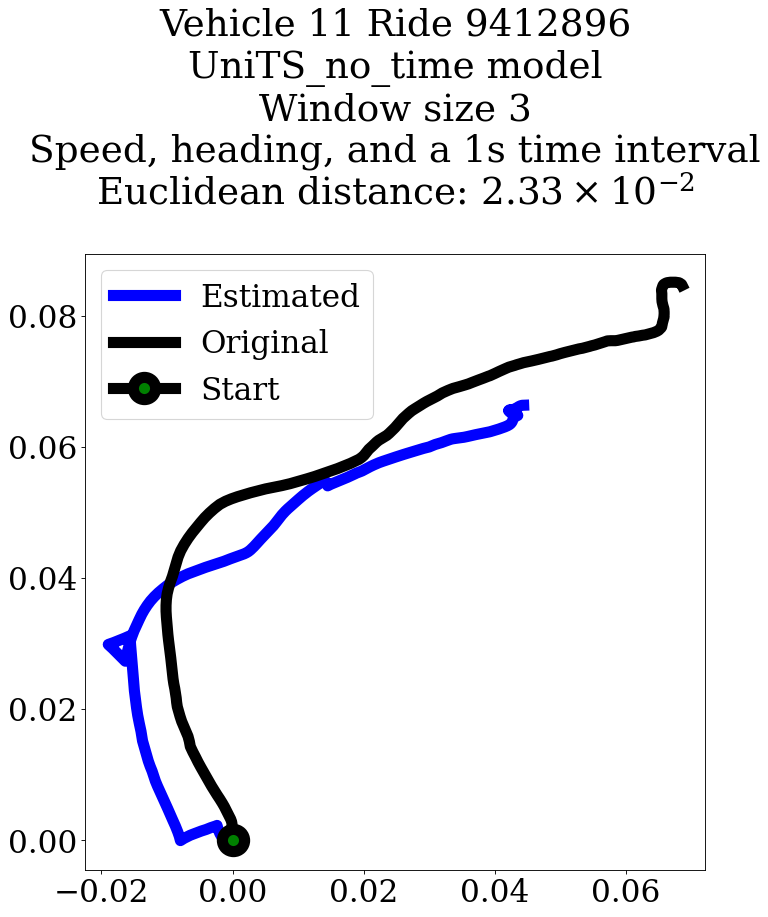 Vehicle 11 Ride 9412896
UniTS_no_time model
Window size 3
Speed, heading, and a 1s time interval
Euclidean distance: 2.33 × 10⁻²
Estimated
Original
Start
0.08
0.06
0.04
0.02
0.00
−0.02 0.00 0.02 0.04 0.06